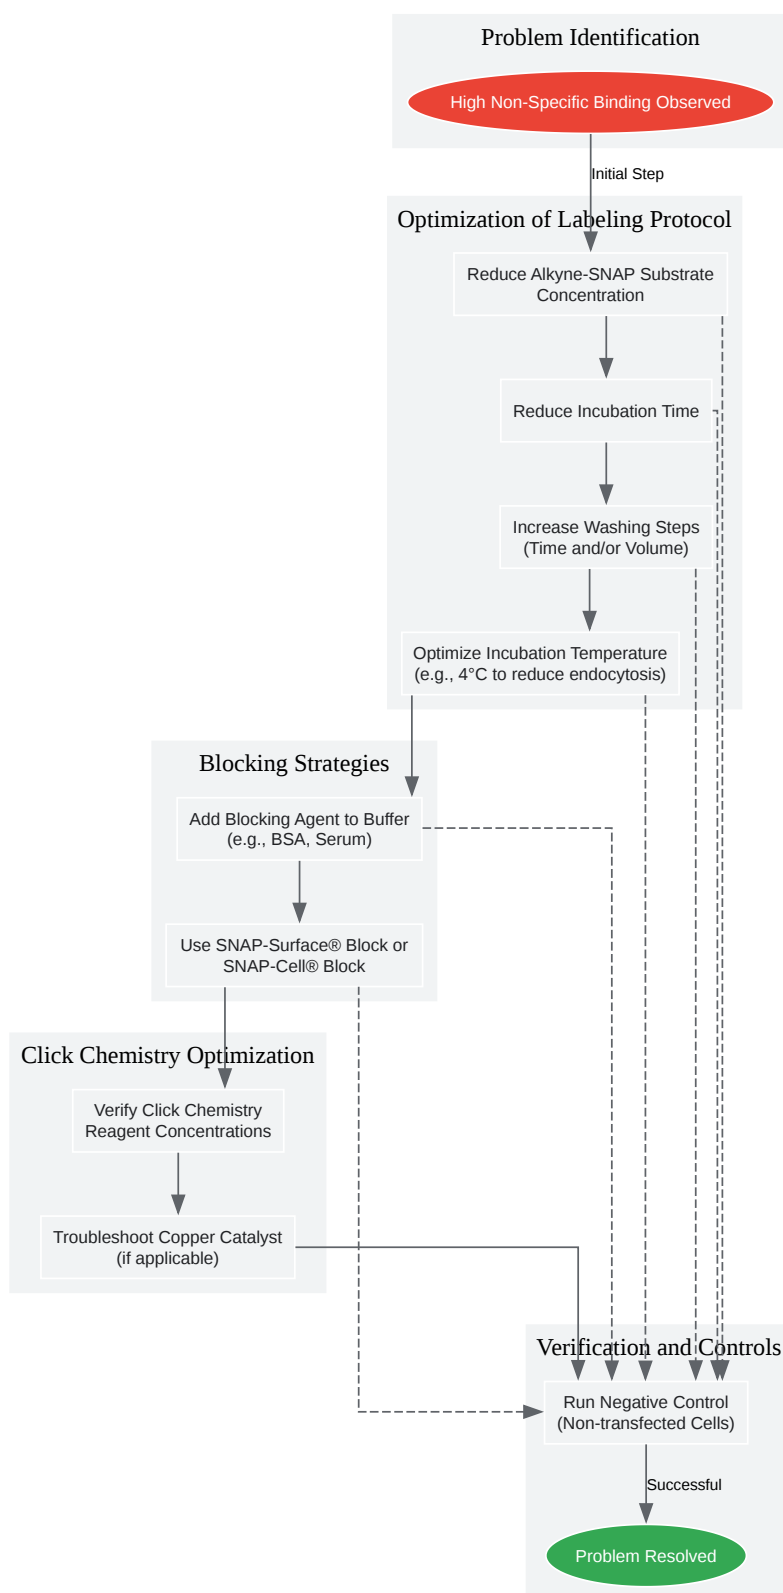 Problem Identification
High Non-Specific Binding Observed
Initial Step
Optimization of Labeling Protocol
Reduce Alkyne-SNAP Substrate
Concentration
Reduce Incubation Time
Increase Washing Steps
(Time and/or Volume)
Optimize Incubation Temperature
(e.g., 4°C to reduce endocytosis)
Blocking Strategies
Add Blocking Agent to Buffer
(e.g., BSA, Serum)
Use SNAP-Surface® Block or
SNAP-Cell® Block
Click Chemistry Optimization
Verify Click Chemistry
Reagent Concentrations
Troubleshoot Copper Catalyst
(if applicable)
Verification and Controls
Run Negative Control
(Non-transfected Cells)
Successful
Problem Resolved